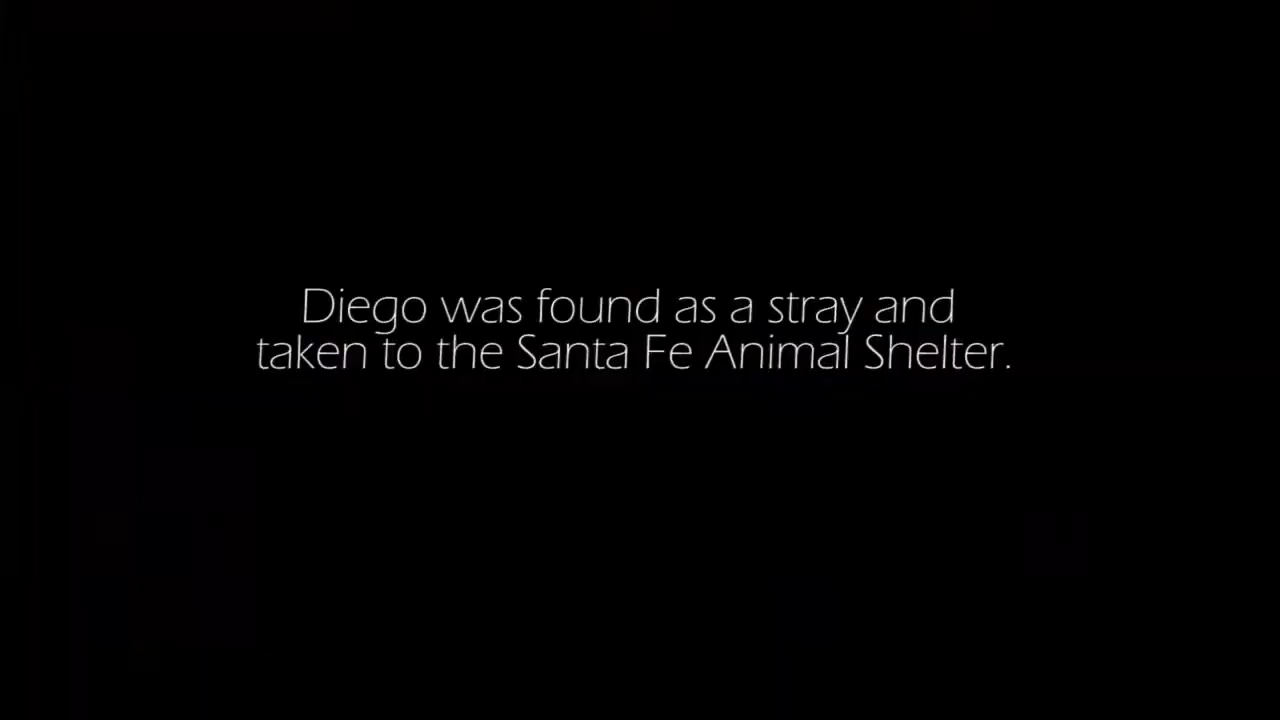 Diego was found as a stray and
taken to the Santa Fe Animal Shelter.